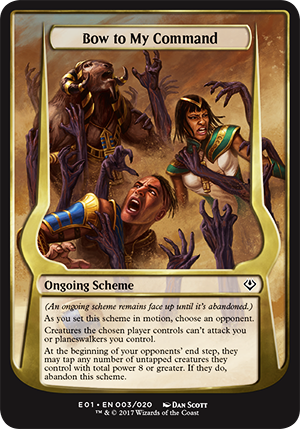 Bow to My Command
Ongoing Scheme
(An ongoing scheme remains face up until it's abandoned.)
As you set this scheme in motion, choose an opponent.
Creatures the chosen player controls can't attack you
or planeswalkers you control.
At the beginning of your opponents' end step, they
may tap any number of untapped creatures they
control with total power 8 or greater. If they do,
abandon this scheme.
E01 • EN 003/020 Dan Scott
™ & © 2017 Wizards of the Coast